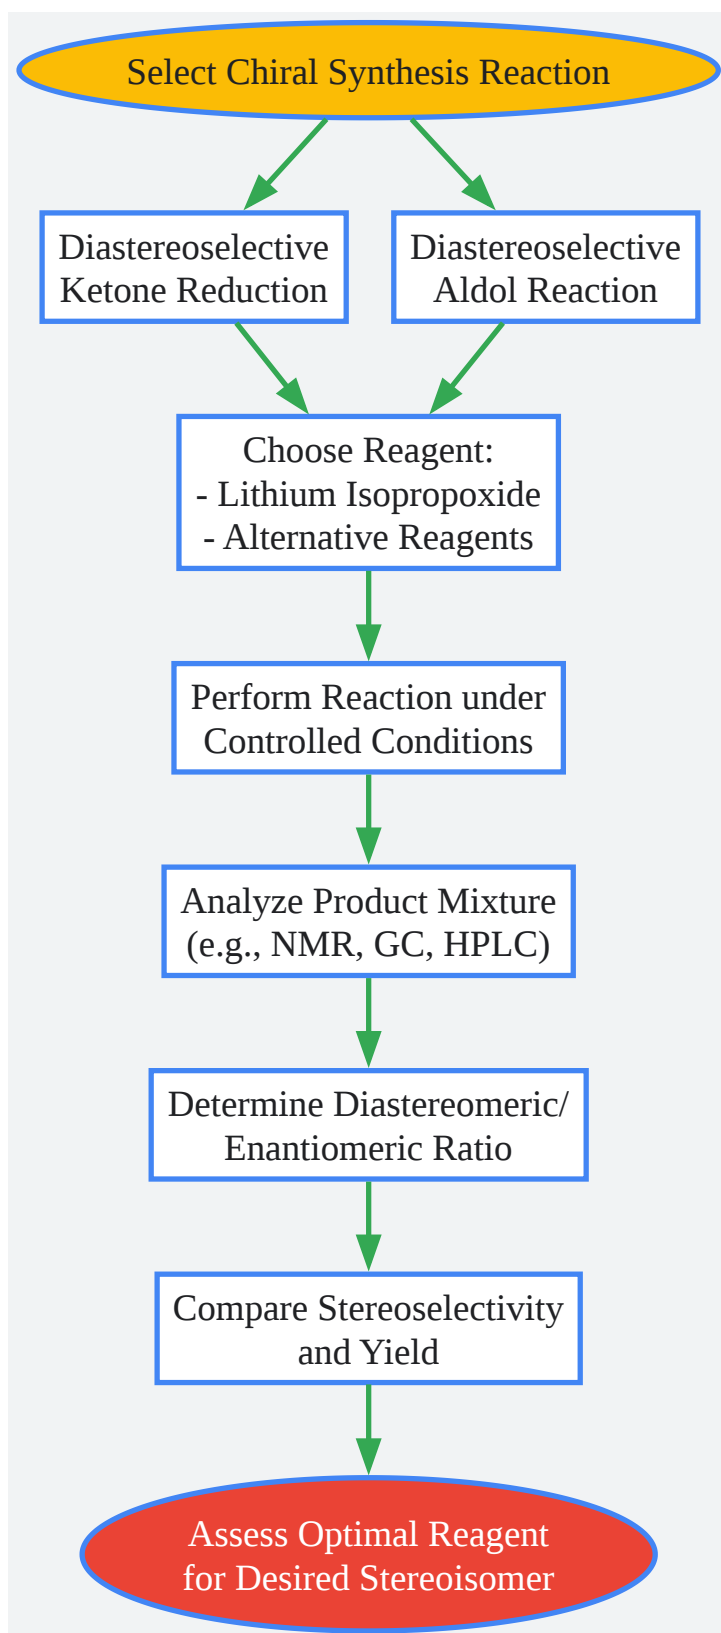 Select Chiral Synthesis Reaction
Diastereoselective
Ketone Reduction
Diastereoselective
Aldol Reaction
Choose Reagent:
- Lithium Isopropoxide
- Alternative Reagents
Perform Reaction under
Controlled Conditions
Analyze Product Mixture
(e.g., NMR, GC, HPLC)
Determine Diastereomeric/
Enantiomeric Ratio
Compare Stereoselectivity
and Yield
Assess Optimal Reagent
for Desired Stereoisomer